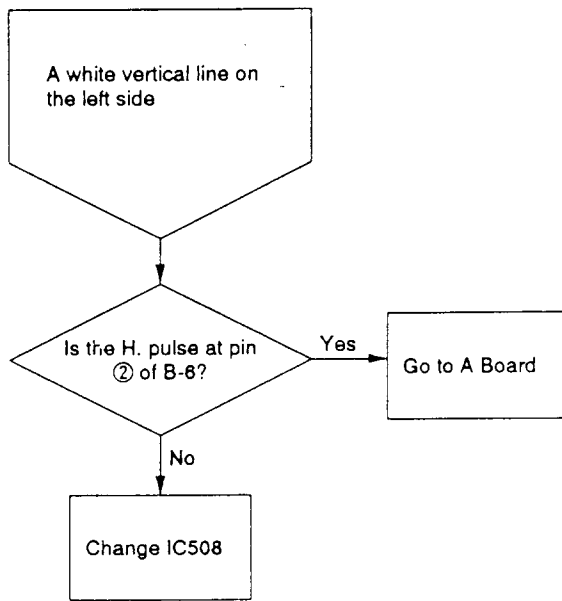 A white vertical line on
the left side
Is the H. pulse at pin
② of B-6?
Yes
Go to A Board
No
Change IC508